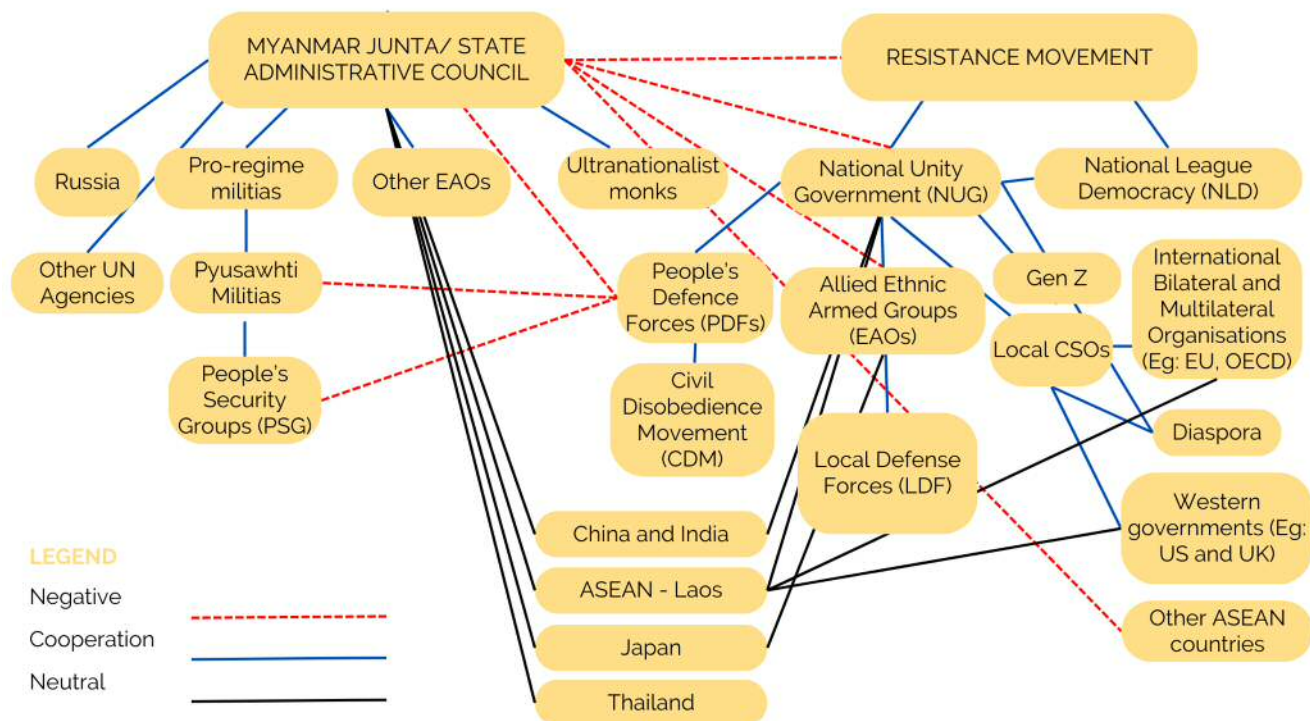 MYANMAR JUNTA/ STATE
ADMINISTRATIVE COUNCIL
RESISTANCE MOVEMENT
Russia
Pro-regime
militias
Other EAOs
Ultranationalist
monks
National Unity
Government (NUG)
National League
Democracy (NLD)
Other UN
Agencies
Pyusawhti
Militias
People's
Defence
Forces (PDFs)
Allied Ethnic
Armed Groups
(EAOs)
Gen Z
International
Bilateral and
Multilateral
Organisations
(Eg: EU, OECD)
Local CSOs
People's
Security
Groups (PSG)
Civil
Disobedience
Movement
(CDM)
Local Defense
Forces (LDF)
Diaspora
Western
governments (Eg:
US and UK)
Other ASEAN
countries
China and India
ASEAN - Laos
Japan
Thailand
LEGEND
Negative
Cooperation
Neutral